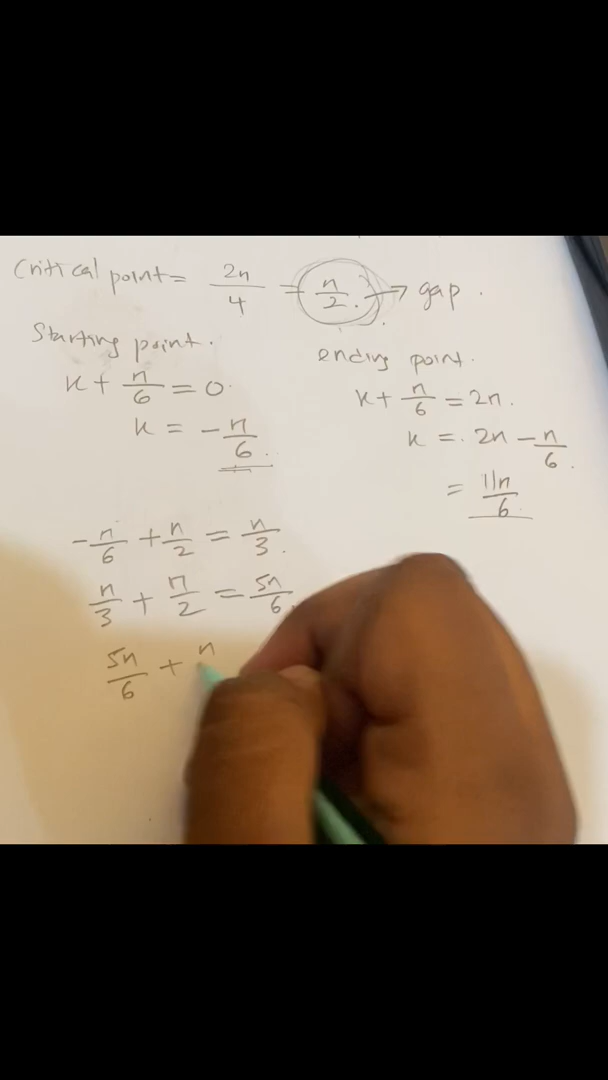 Critical point = 2π/4 = π/2 → gap.
Starting point.
x + π/6 = 0
x = -π/6
ending point.
x + π/6 = 2π.
x = 2π - π/6.
= 11π/6
-π/6 + π/2 = π/3.
π/3 + π/2 = 5π/6
5π/6 + π